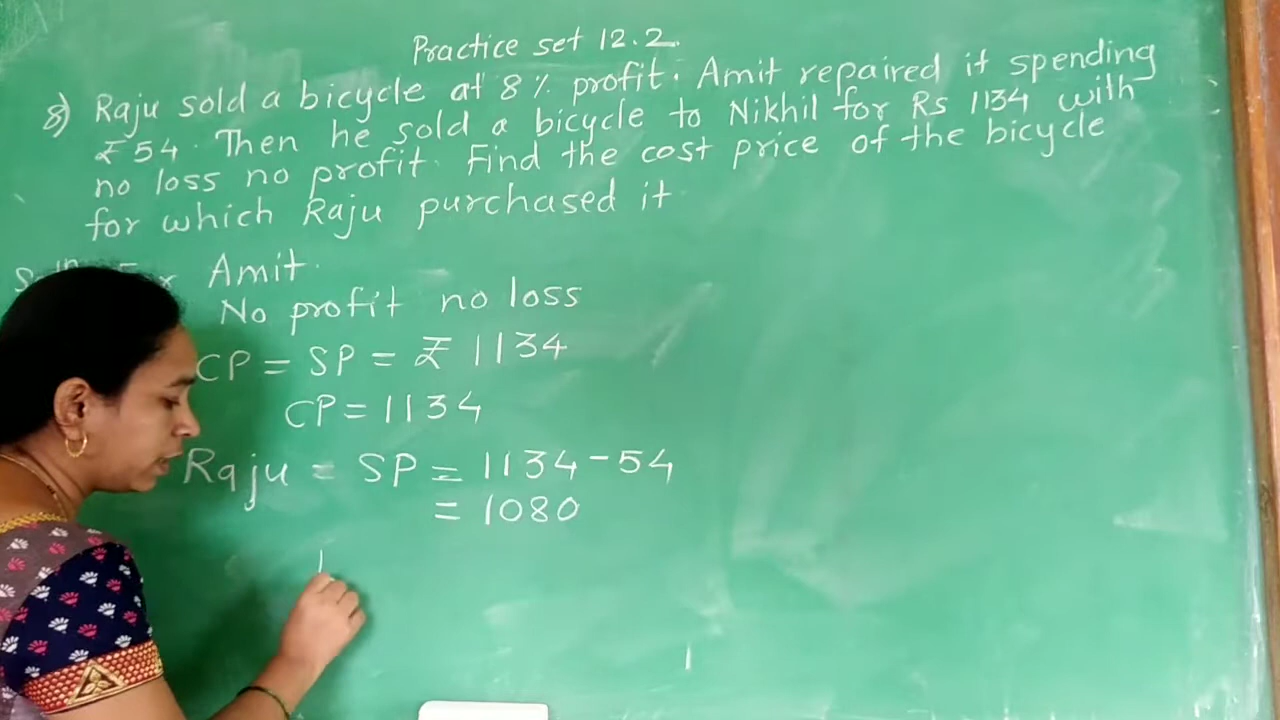 Practice set 12.2.
8) Raju sold a bicycle at 8% profit. Amit repaired it spending
₹54. Then he sold a bicycle to Nikhil for Rs 1134 with
no loss no profit. Find the cost price of the bicycle
for which Raju purchased it
Amit.
No profit no loss
CP = SP = ₹ 1134
CP = 1134
Raju = SP = 1134 - 54
= 1080